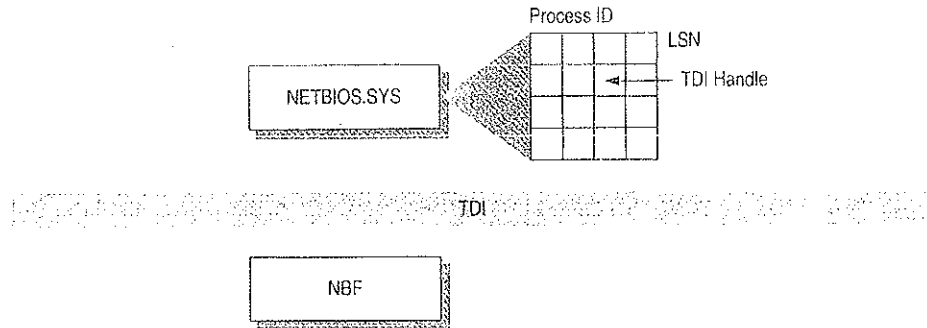 Process ID
LSN
TDI Handle
NETBIOS.SYS
TDI
NBF